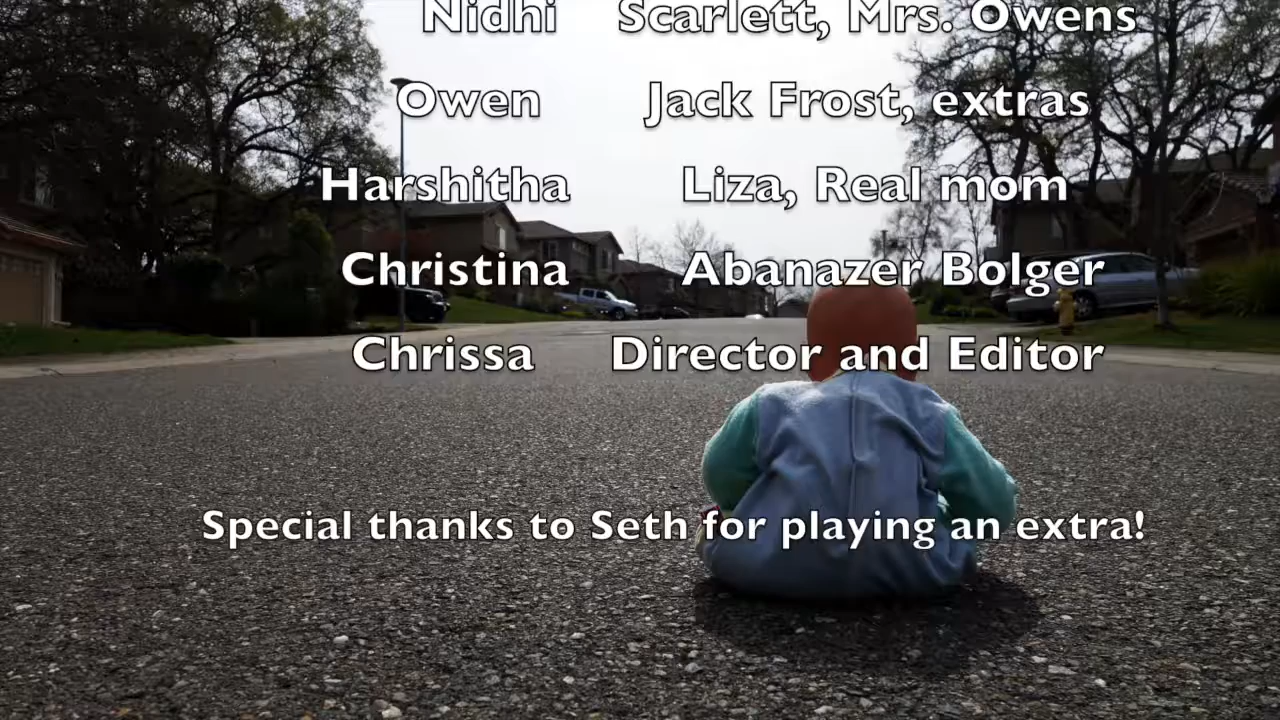 Nidhi Scarlett, Mrs. Owens
Owen Jack Frost, extras
Harshitha Liza, Real mom
Christina Abanazer Bolger
Chrissa Director and Editor
Special thanks to Seth for playing an extra!